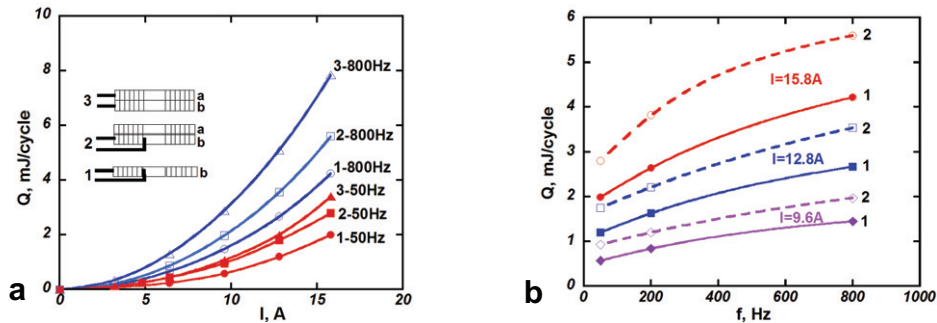 10
8
6
4
2
0
Q, mJ/cycle
0
5
10
15
20
I, A
3
a
b
2
a
b
1
b
3-800Hz
2-800Hz
1-800Hz
3-50Hz
2-50Hz
1-50Hz
a
6
5
4
3
2
1
0
Q, mJ/cycle
0
200
400
600
800
1000
f, Hz
2
I=15.8A
1
2
I=12.8A
1
2
I=9.6A
1
b